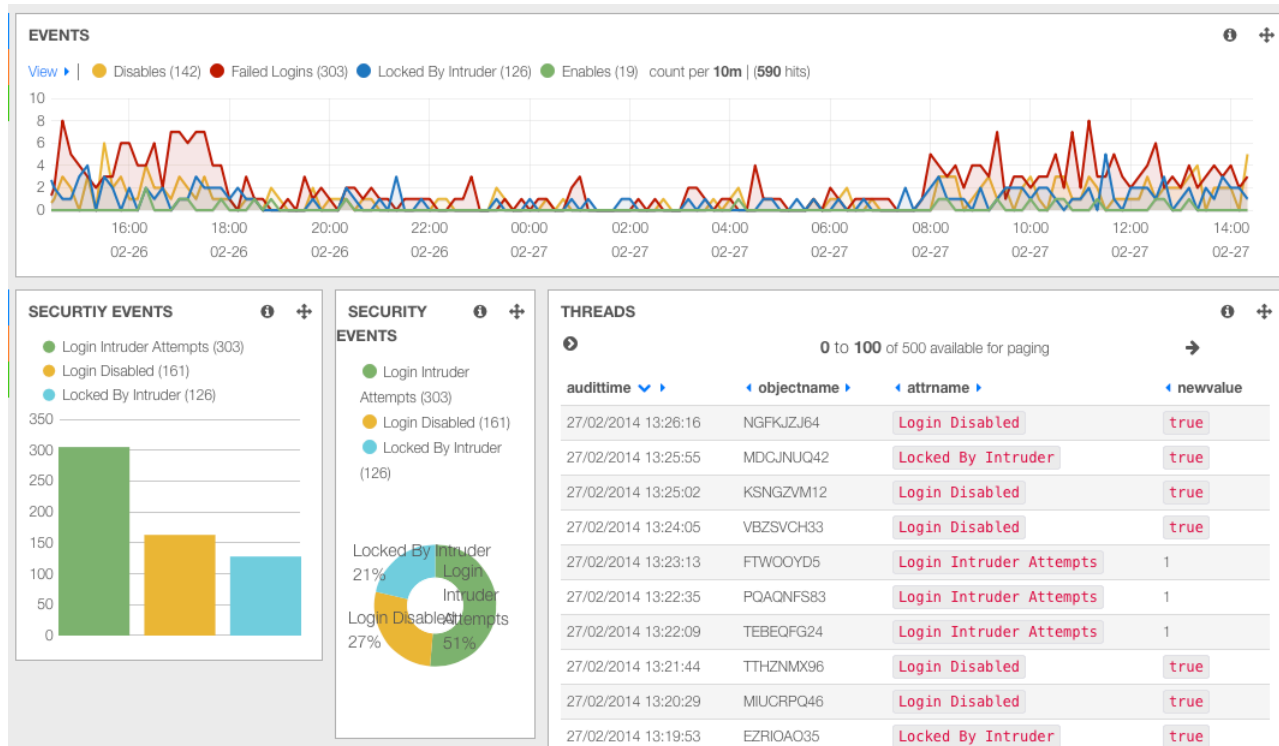 EVENTS
View Disables (142) Failed Logins (303) Locked By Intruder (126) Enables (19) count per 10m | (590 hits)
10
8
6
4
2
0
16:00 18:00 20:00 22:00 00:00 02:00 04:00 06:00 08:00 10:00 12:00 14:00
02-26 02-26 02-26 02-26 02-27 02-27 02-27 02-27 02-27 02-27 02-27 02-27
SECURTIY EVENTS
Login Intruder Attempts (303)
Login Disabled (161)
Locked By Intruder (126)
350
300
250
200
150
100
50
0
SECURITY
EVENTS
Login Intruder
Attempts (303)
Login Disabled (161)
Locked By Intruder
(126)
Locked By Intruder
21%
Login
Intruder
Attempts
51%
Login Disabled
27%
THREADS
0 to 100 of 500 available for paging
audittime objectname attrname newvalue
27/02/2014 13:26:16 NGFKJZJ64 Login Disabled true
27/02/2014 13:25:55 MDCJNUQ42 Locked By Intruder true
27/02/2014 13:25:02 KSNGZVM12 Login Disabled true
27/02/2014 13:24:05 VBZSVCH33 Login Disabled true
27/02/2014 13:23:13 FTWOOYD5 Login Intruder Attempts 1
27/02/2014 13:22:35 PQAQNFS83 Login Intruder Attempts 1
27/02/2014 13:22:09 TEBEQFG24 Login Intruder Attempts 1
27/02/2014 13:21:44 TTHZNMX96 Login Disabled true
27/02/2014 13:20:29 MIUCRPQ46 Login Disabled true
27/02/2014 13:19:53 EZRIOAO35 Locked By Intruder true